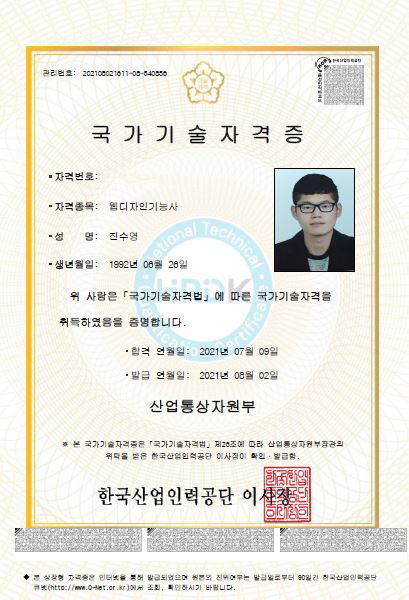 관리번호: 202108021611-08-640886
국가기술자격증
자격번호:
자격종목: 웹디자인기능사
성 명: 진수영
생년월일: 1992년 06월 26일
위 사람은 「국가기술자격법」에 따른 국가기술자격을
취득하였음을 증명합니다.
합격 연월일: 2021년 07월 09일
발급 연월일: 2021년 08월 02일
산업통상자원부
※ 본 국가기술자격증은 「국가기술자격법」 제26조에 따라 산업통상자원부장관의
위탁을 받은 한국산업인력공단 이사장이 확인·발급함.
한국산업인력공단 이사장
◆ 본 상장형 자격증은 인터넷을 통해 발급되었으며 원본의 진위여부는 발급일로부터 90일간 한국산업인력공단
큐넷(http://www.Q-Net.or.kr)에서 조회, 확인하시기 바랍니다.